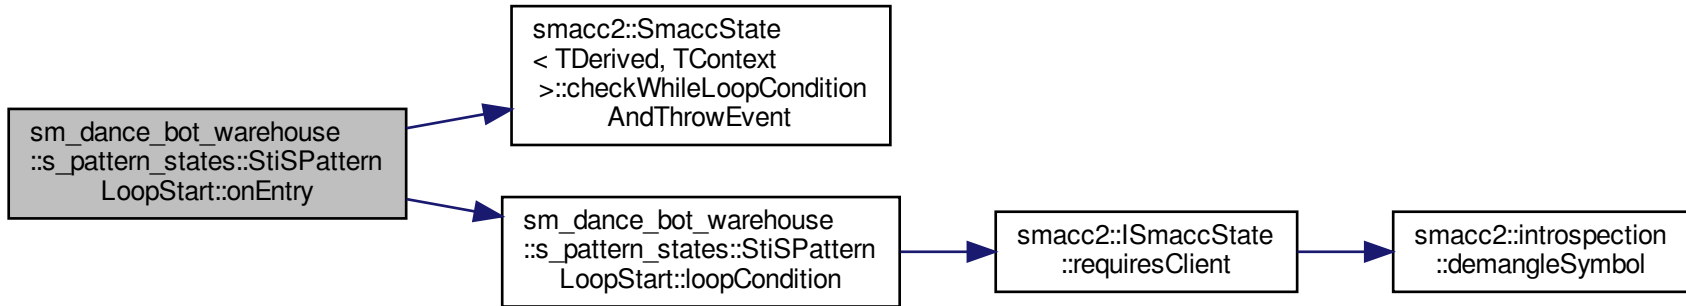 sm_dance_bot_warehouse
::s_pattern_states::StiSPattern
LoopStart::onEntry
smacc2::SmaccState
< TDerived, TContext
>::checkWhileLoopCondition
AndThrowEvent
sm_dance_bot_warehouse
::s_pattern_states::StiSPattern
LoopStart::loopCondition
smacc2::ISmaccState
::requiresClient
smacc2::introspection
::demangleSymbol